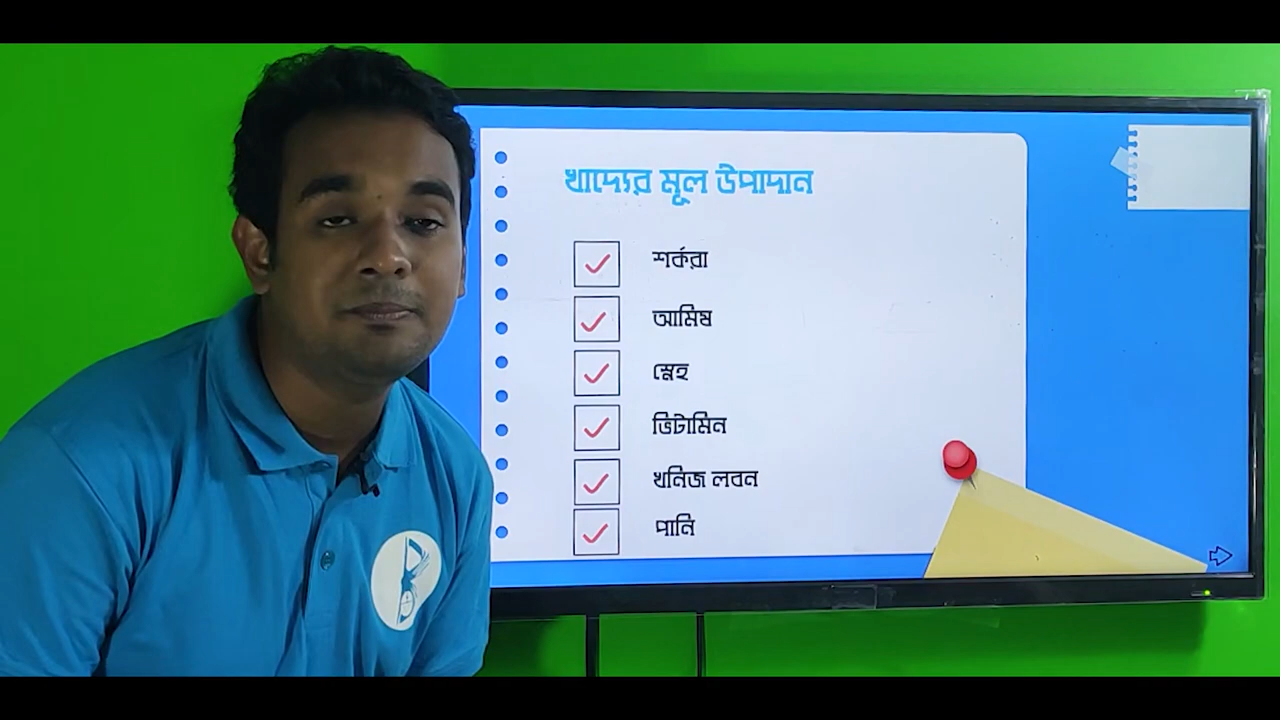 খাদ্যের মূল উপাদান
শর্করা
আমিষ
স্নেহ
ভিটামিন
খনিজ লবন
পানি